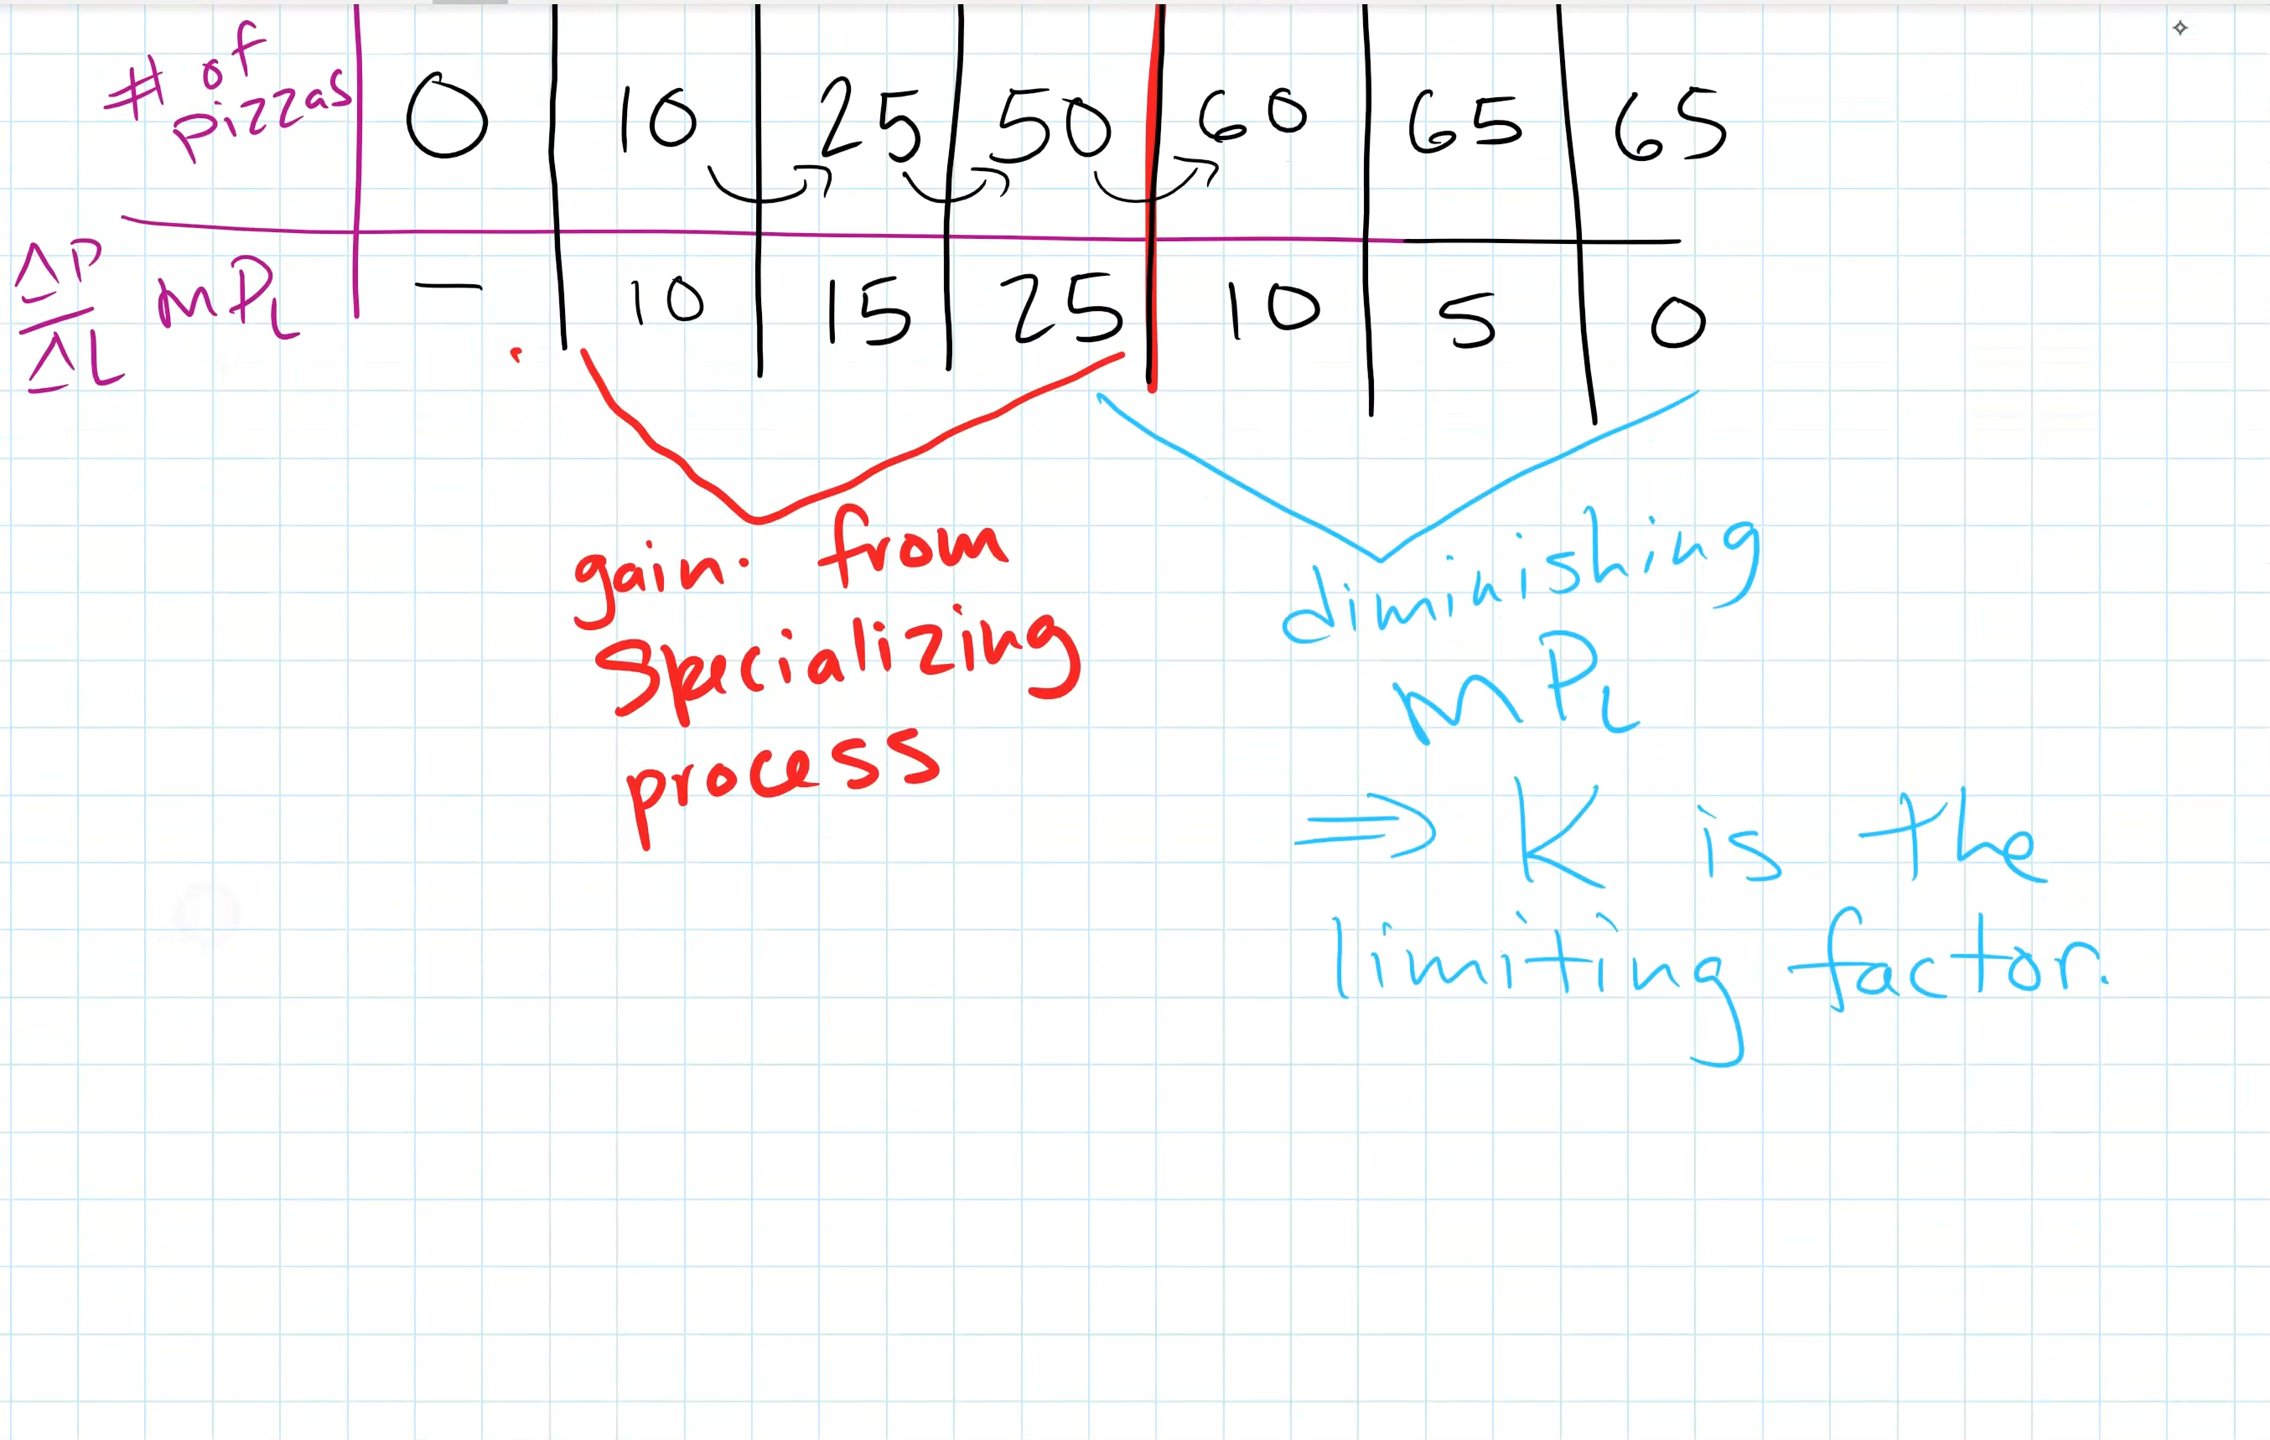 # of pizzas 0 10 25 50 60 65 65
ΔP/ΔL MPL – 10 15 25 10 5 0
gain. from
Specializing
process
diminishing
MPL
⇒ K is the
limiting factor.